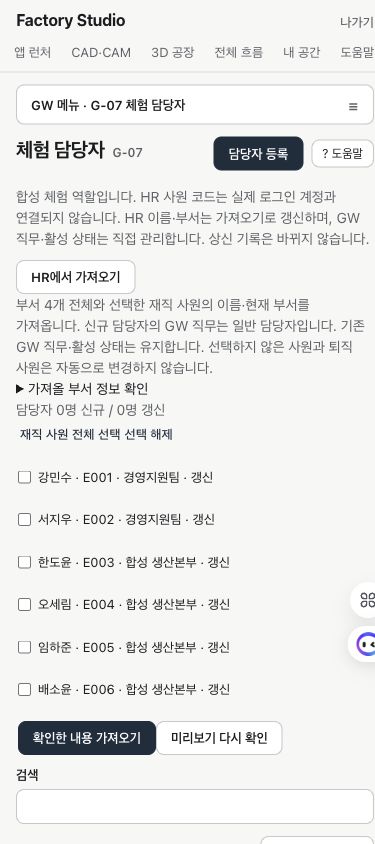 Factory Studio
나가기
앱 런처 CAD·CAM 3D 공장 전체 흐름 내 공간 도움말
GW 메뉴 · G-07 체험 담당자 ≡
체험 담당자 G-07
담당자 등록
? 도움말
합성 체험 역할입니다. HR 사원 코드는 실제 로그인 계정과
연결되지 않습니다. HR 이름·부서는 가져오기로 갱신하며, GW
직무·활성 상태는 직접 관리합니다. 상신 기록은 바뀌지 않습니다.
HR에서 가져오기
부서 4개 전체와 선택한 재직 사원의 이름·현재 부서를
가져옵니다. 신규 담당자의 GW 직무는 일반 담당자입니다. 기존
GW 직무·활성 상태는 유지합니다. 선택하지 않은 사원과 퇴직
사원은 자동으로 변경하지 않습니다.
▶ 가져올 부서 정보 확인
담당자 0명 신규 / 0명 갱신
재직 사원 전체 선택 선택 해제
강민수 · E001 · 경영지원팀 · 갱신
서지우 · E002 · 경영지원팀 · 갱신
한도윤 · E003 · 합성 생산본부 · 갱신
오세림 · E004 · 합성 생산본부 · 갱신
임하준 · E005 · 합성 생산본부 · 갱신
배소윤 · E006 · 합성 생산본부 · 갱신
확인한 내용 가져오기 미리보기 다시 확인
검색